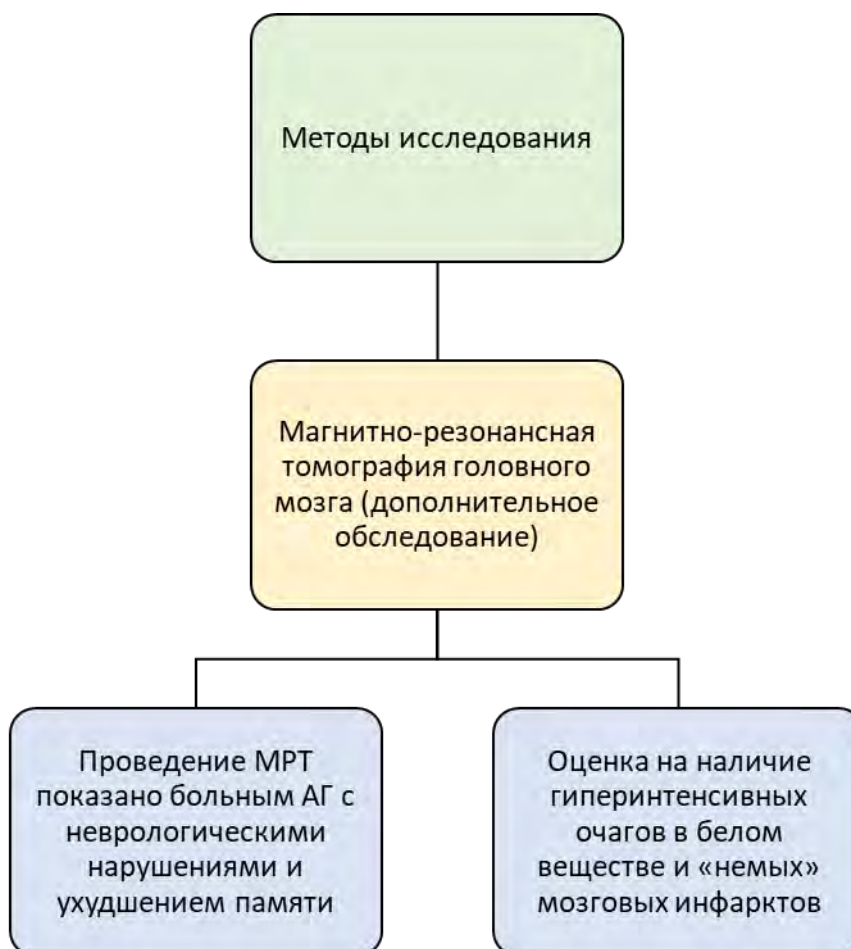 Методы исследования
Магнитно-резонансная
томография головного
мозга (дополнительное
обследование)
Проведение МРТ
показано больным АГ с
неврологическими
нарушениями и
ухудшением памяти
Оценка на наличие
гиперинтенсивных
очагов в белом
веществе и «немых»
мозговых инфарктов